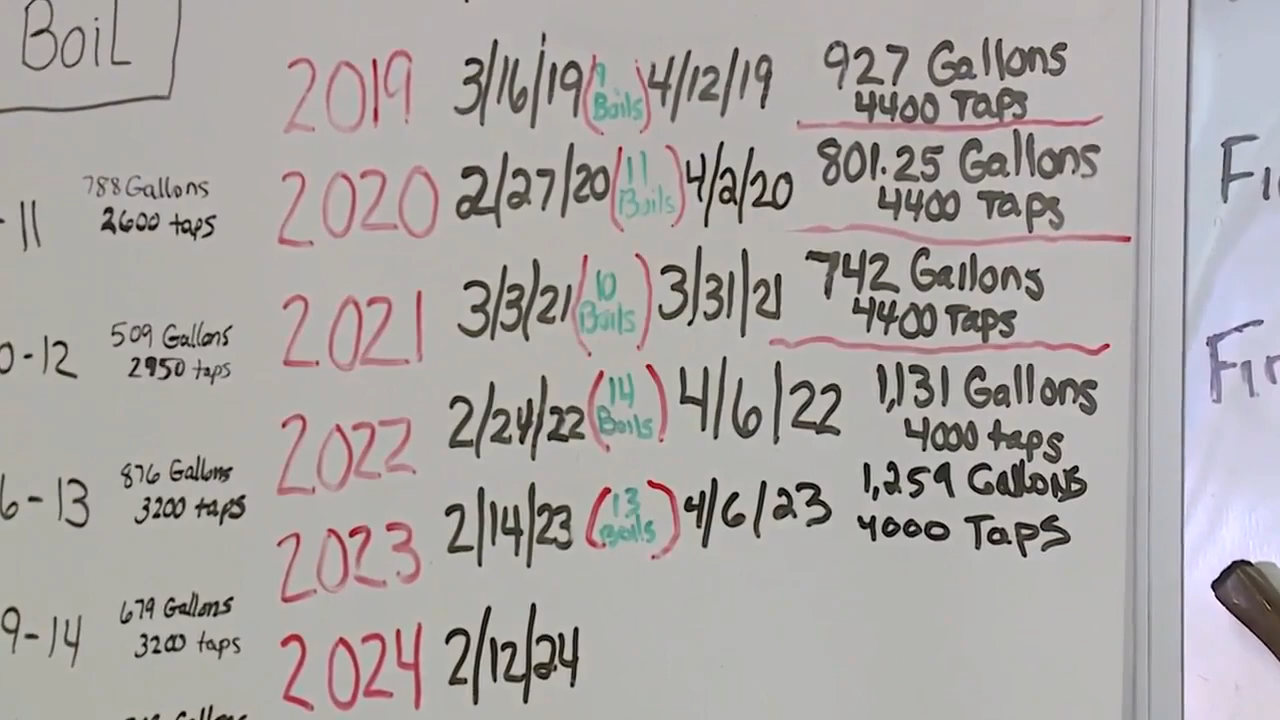 Boil
-11
788 Gallons
2600 taps
0-12
509 Gallons
2950 taps
6-13
876 Gallons
3200 taps
9-14
679 Gallons
3200 taps
2019 3/16/19 (9 Boils) 4/12/19 927 Gallons
4400 Taps
2020 2/27/20 (11 Boils) 4/2/20 801.25 Gallons
4400 Taps
2021 3/3/21 (10 Boils) 3/31/21 742 Gallons
4400 Taps
2022 2/24/22 (14 Boils) 4/6/22 1,131 Gallons
4000 taps
2023 2/14/23 (13 Boils) 4/6/23 1,259 Gallons
4000 Taps
2024 2/12/24